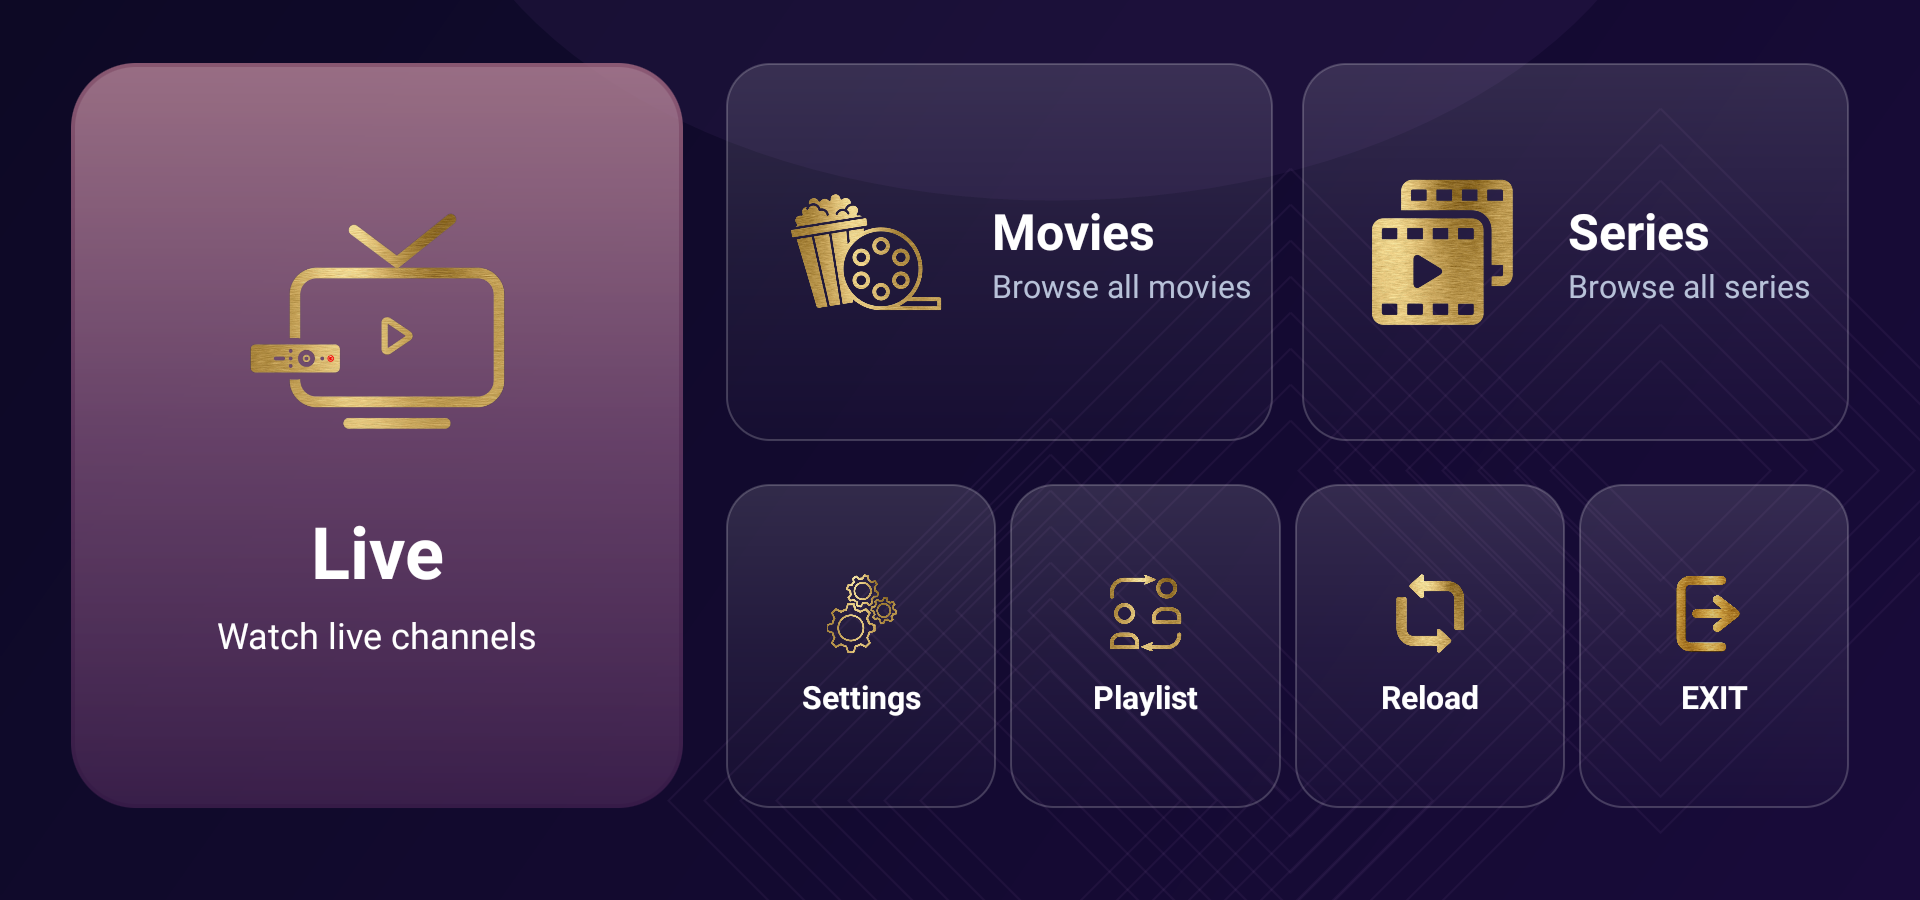 Live
Watch live channels
Movies
Browse all movies
Series
Browse all series
Settings
Playlist
Reload
EXIT